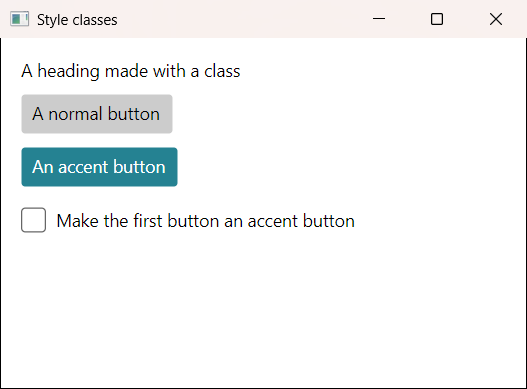 Style classes
A heading made with a class
A normal button
An accent button
Make the first button an accent button